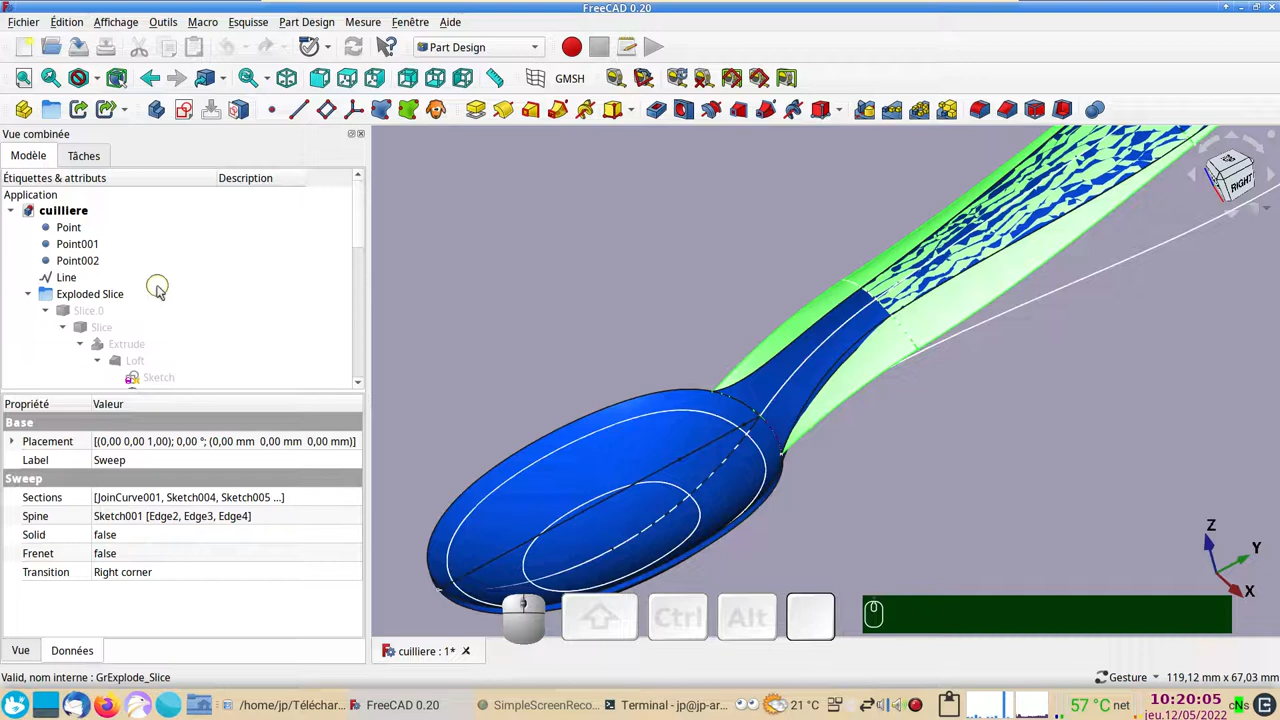 FreeCAD 0.20
Fichier Édition Affichage Outils Macro Esquisse Part Design Mesure Fenêtre Aide
Part Design
GMSH
Vue combinée
Modèle Tâches
Étiquettes & attributs Description
Application
cuilliere
Point
Point001
Point002
Line
Exploded Slice
Slice.0
Slice
Extrude
Loft
Sketch
RIGHT
Propriété Valeur
Base
Placement [(0,00 0,00 1,00); 0,00 °; (0,00 mm 0,00 mm 0,00 mm)]
Label Sweep
Sweep
Sections [JoinCurve001, Sketch004, Sketch005 ...]
Spine Sketch001 [Edge2, Edge3, Edge4]
Solid false
Frenet false
Transition Right corner
Z
Y
X
Ctrl Alt
Vue Données
cuilliere : 1*
Valid, nom interne : GrExplode_Slice
Gesture 119,12 mm x 67,03 mm
/home/jp/Téléchar... FreeCAD 0.20 SimpleScreenReco... Terminal - jp@jp-ar... 21 °C 57 °C net 10:20:05
jeu.12/05/2022